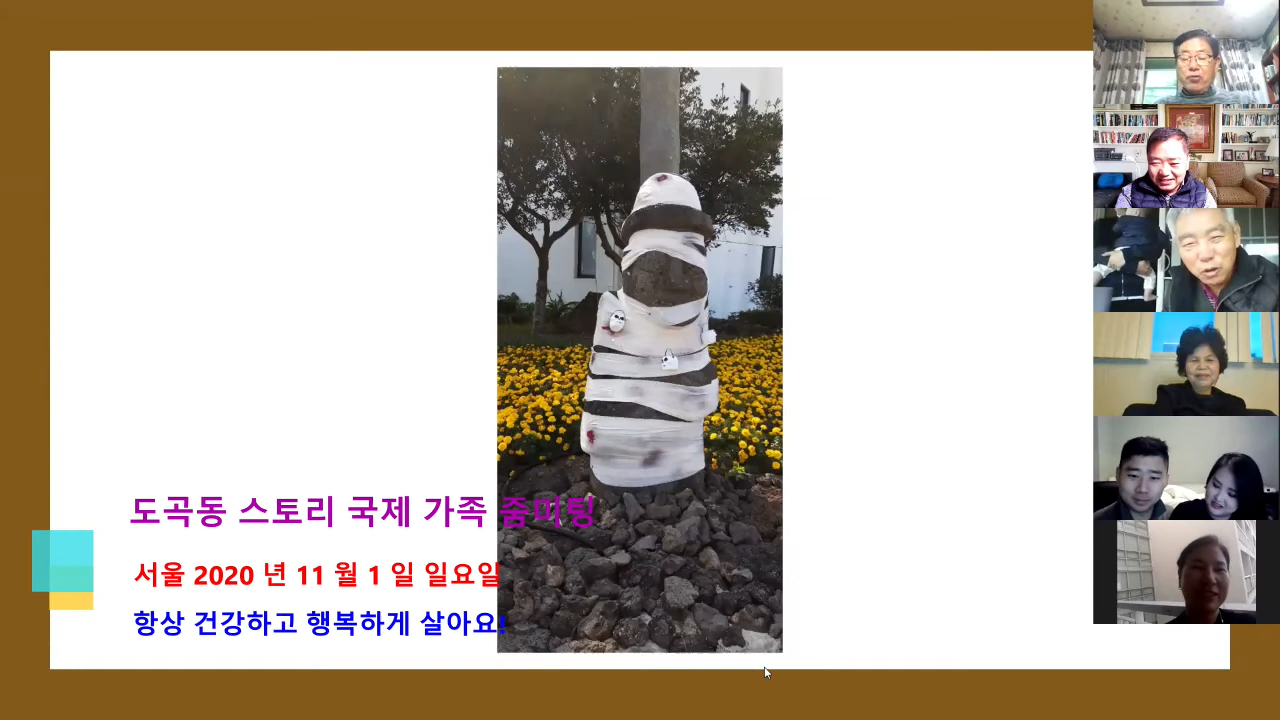 도곡동 스토리 국제 가족 줌미팅
서울 2020 년 11 월 1 일 일요일
항상 건강하고 행복하게 살아요!